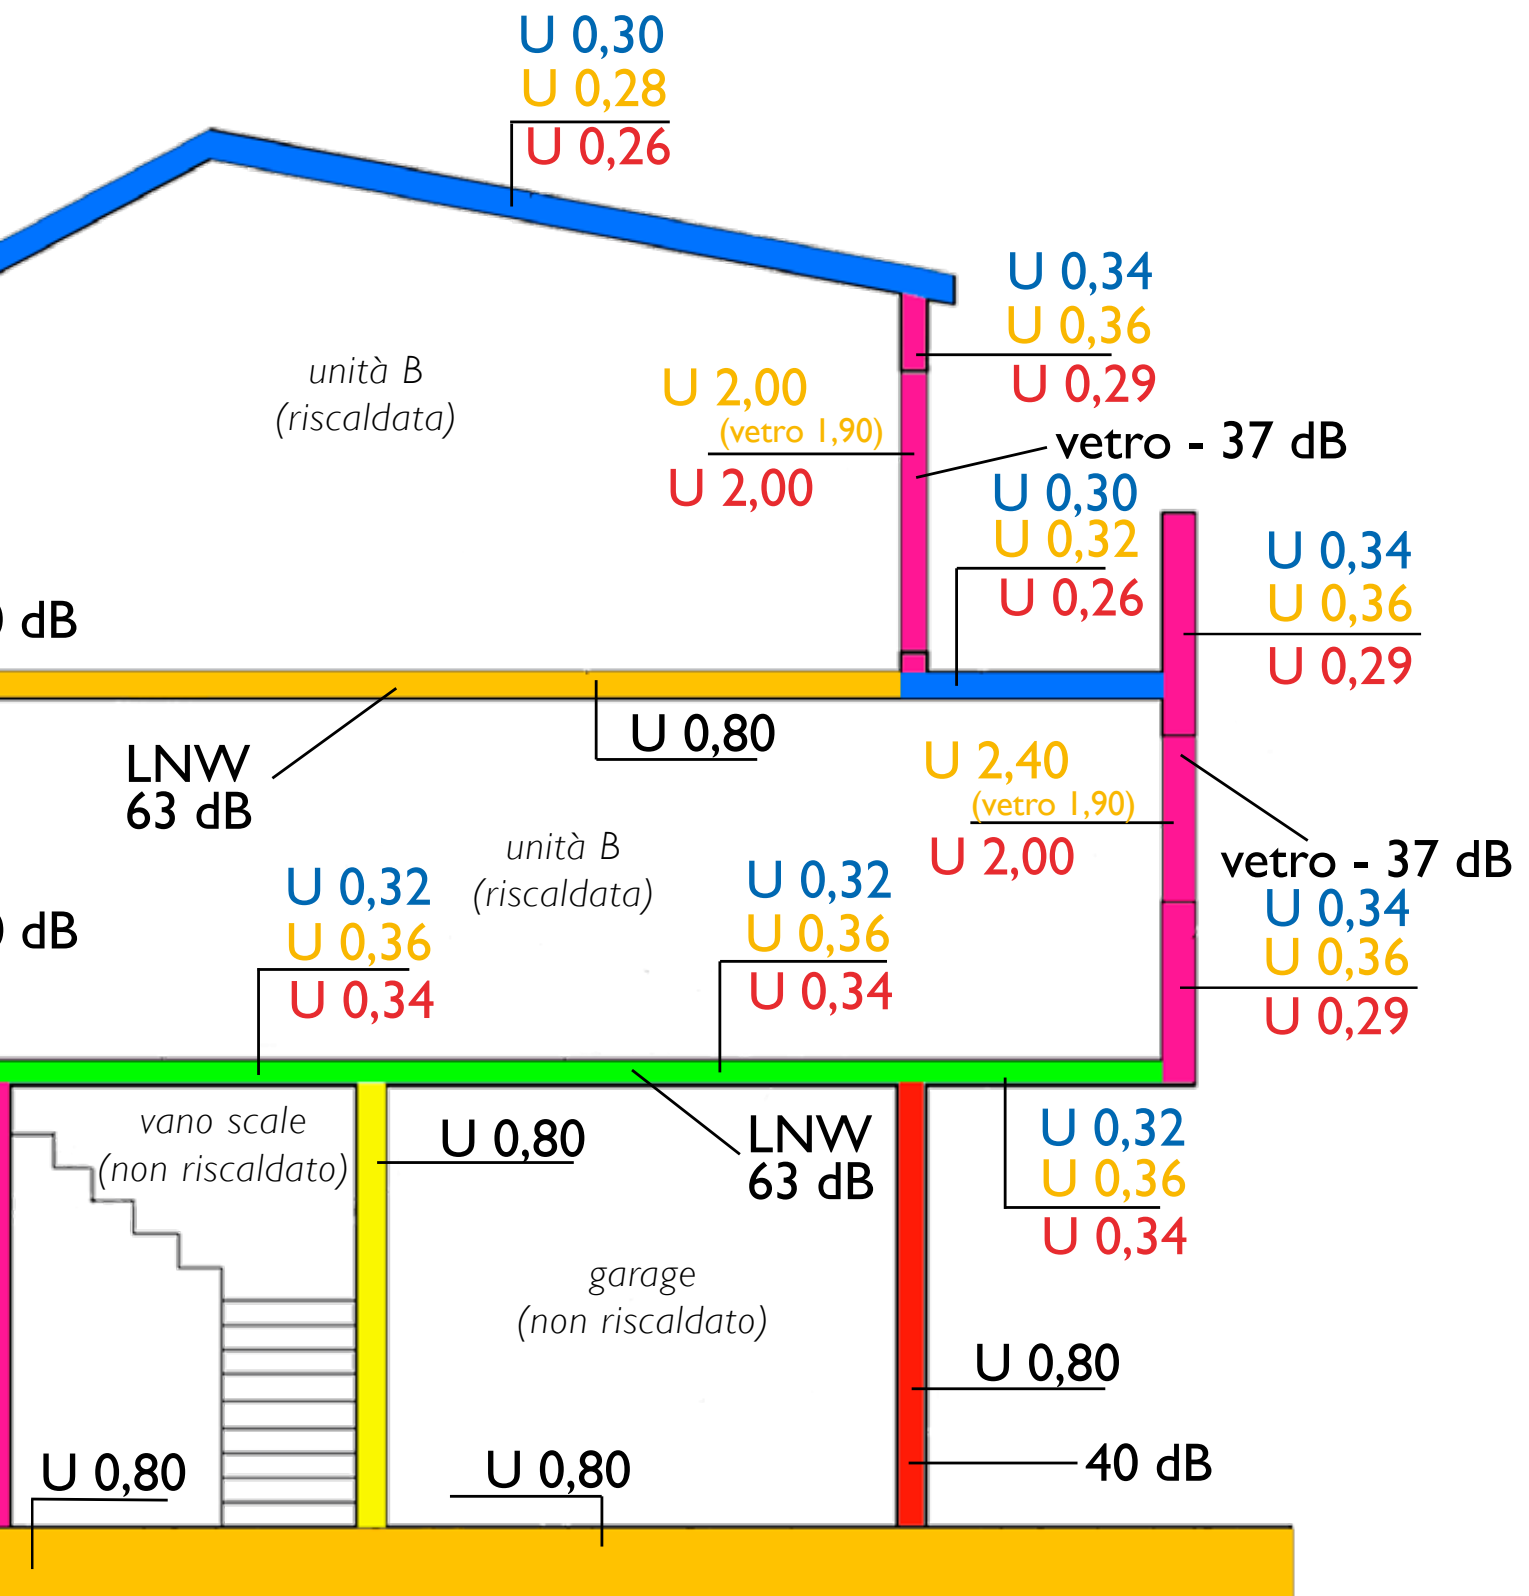 U 0,30
U 0,28
U 0,26
U 0,34
U 0,36
U 0,29
unità B
(riscaldata)
U 2,00
(vetro 1,90)
U 2,00
vetro - 37 dB
U 0,30
U 0,32
U 0,26
U 0,34
U 0,36
U 0,29
dB
U 0,80
LNW
63 dB
U 2,40
(vetro 1,90)
U 2,00
unità B
(riscaldata)
vetro - 37 dB
U 0,32
U 0,36
U 0,34
U 0,32
U 0,36
U 0,34
U 0,34
U 0,36
U 0,29
dB
vano scale
(non riscaldato)
U 0,80
LNW
63 dB
U 0,32
U 0,36
U 0,34
garage
(non riscaldato)
U 0,80
40 dB
U 0,80
U 0,80